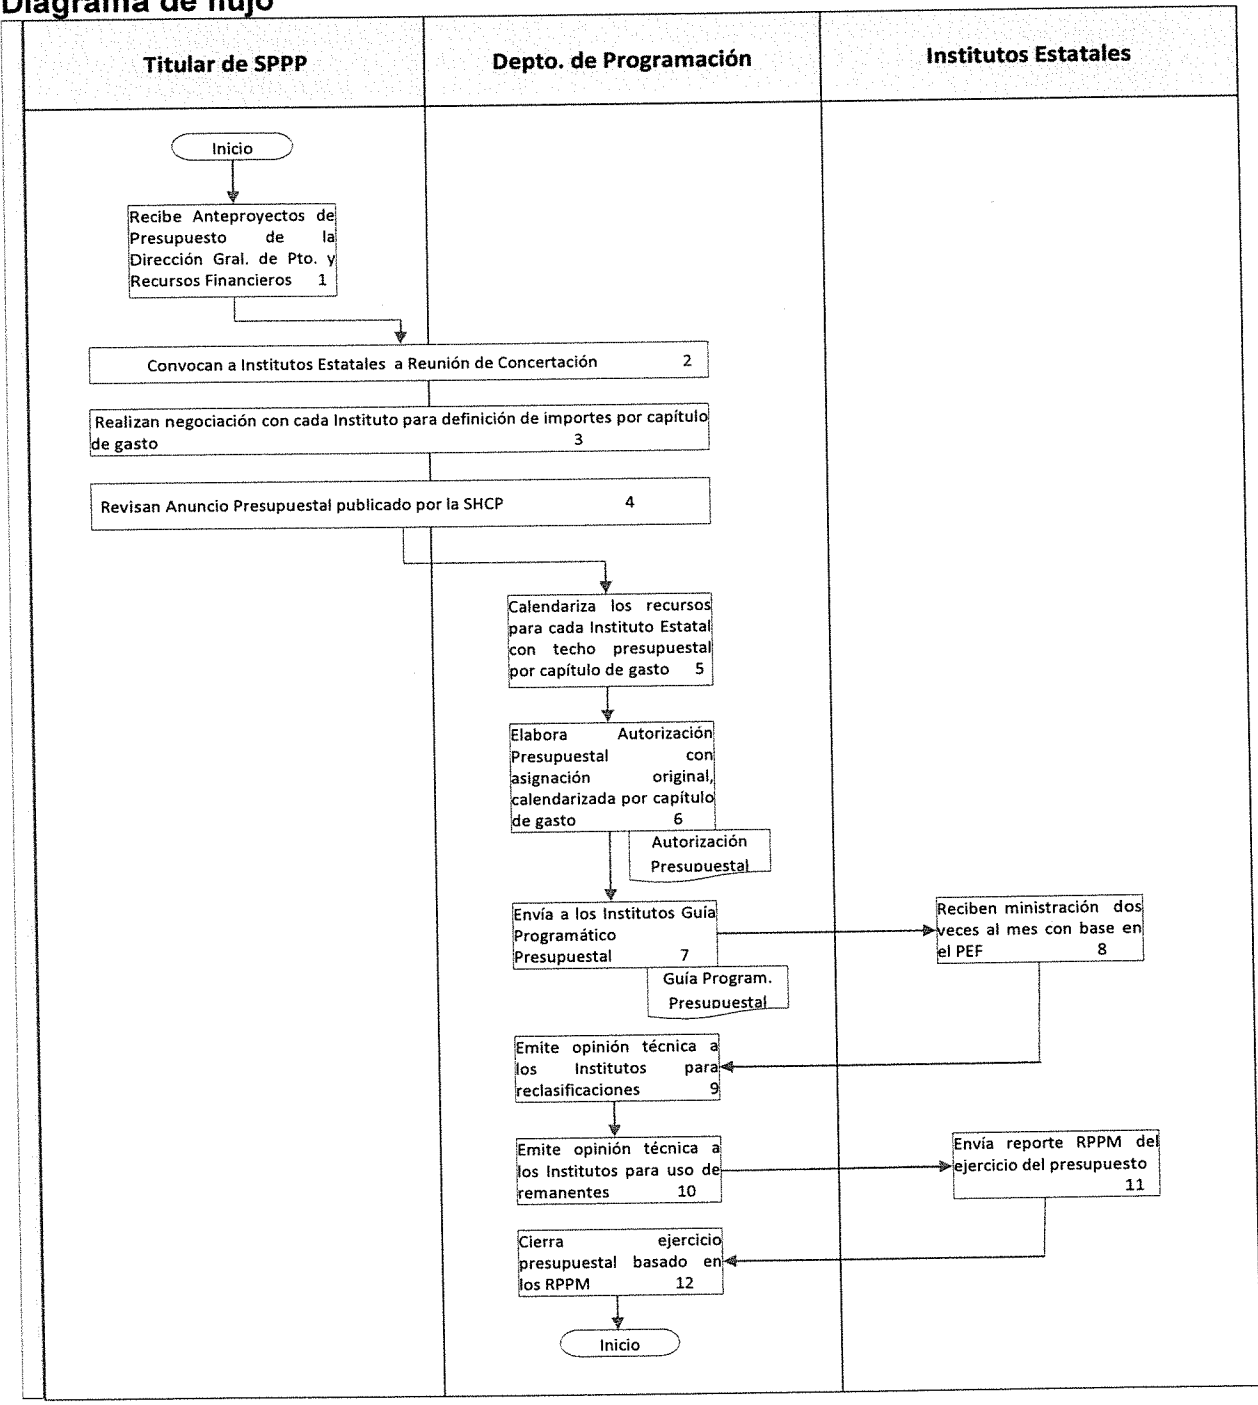 Diagrama de flujo
Titular de SPPP
Depto. de Programación
Institutos Estatales
Inicio
Recibe Anteproyectos de
Presupuesto de la
Dirección Gral. de Pto. y
Recursos Financieros 1
Convocan a Institutos Estatales a Reunión de Concertación 2
Realizan negociación con cada Instituto para definición de importes por capítulo
de gasto 3
Revisan Anuncio Presupuestal publicado por la SHCP 4
Calendariza los recursos
para cada Instituto Estatal
con techo presupuestal
por capítulo de gasto 5
Elabora Autorización
Presupuestal con
asignación original,
calendarizada por capítulo
de gasto 6
Autorización
Presupuestal
Envía a los Institutos Guía
Programático
Presupuestal 7
Guía Program.
Presupuestal
Reciben ministración dos
veces al mes con base en
el PEF 8
Emite opinión técnica a
los Institutos para
reclasificaciones 9
Emite opinión técnica a
los Institutos para uso de
remanentes 10
Envía reporte RPPM del
ejercicio del presupuesto
11
Cierra ejercicio
presupuestal basado en
los RPPM 12
Inicio